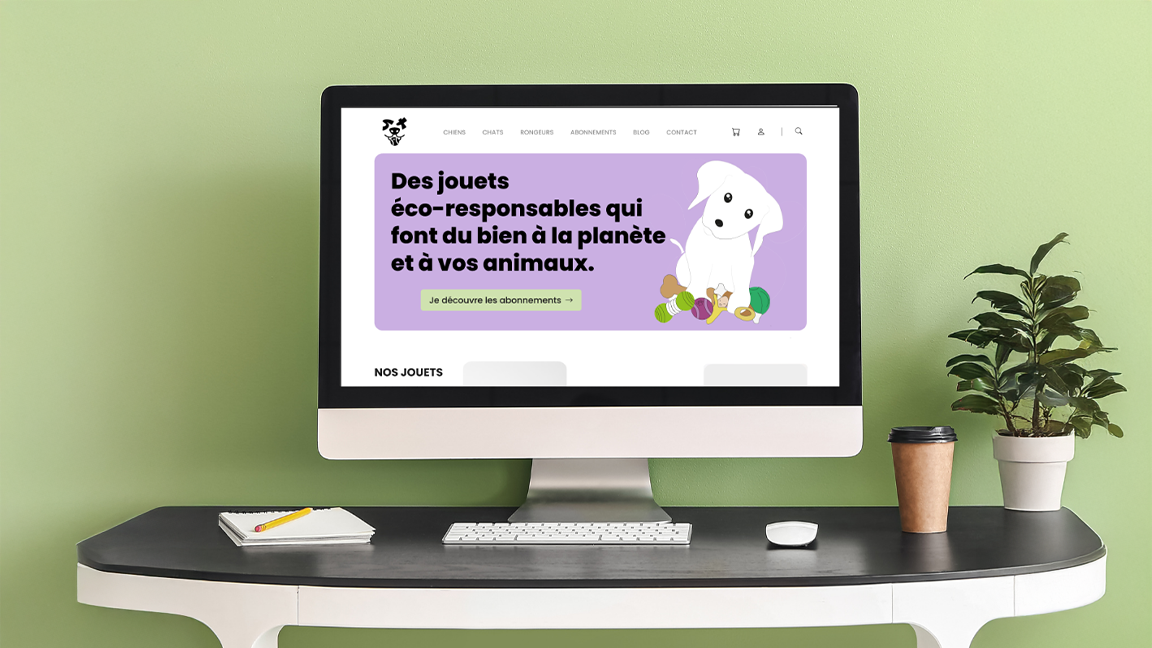 CHIENS CHATS RONGEURS ABONNEMENTS BLOG CONTACT
Des jouets
éco-responsables qui
font du bien à la planète
et à vos animaux.
Je découvre les abonnements →
NOS JOUETS